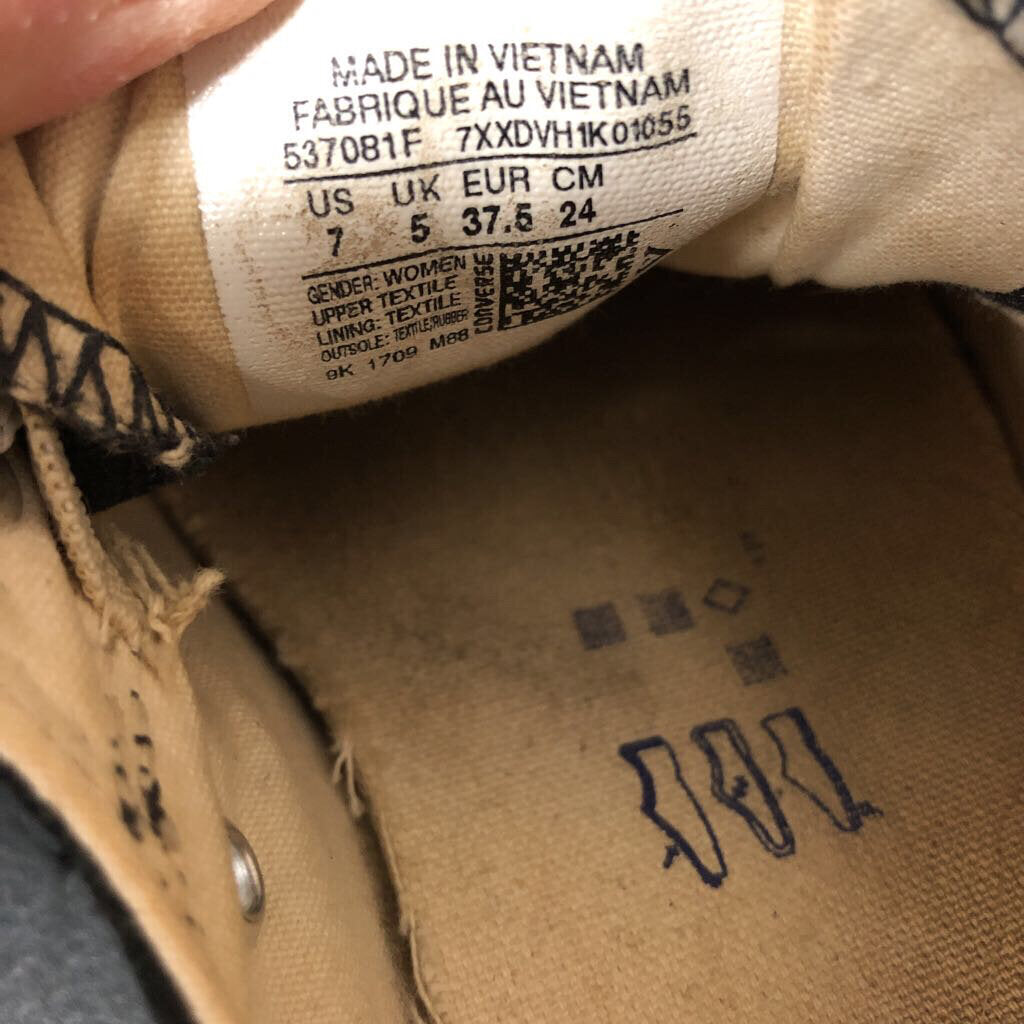 MADE IN VIETNAM
FABRIQUE AU VIETNAM
537081F 7XXDVH1K01055
US UK EUR CM
7 5 37.5 24
GENDER: WOMEN
UPPER TEXTILE
LINING: TEXTILE
OUTSOLE: TEXTILE/RUBBER
9K 1709 M88
CONVERSE